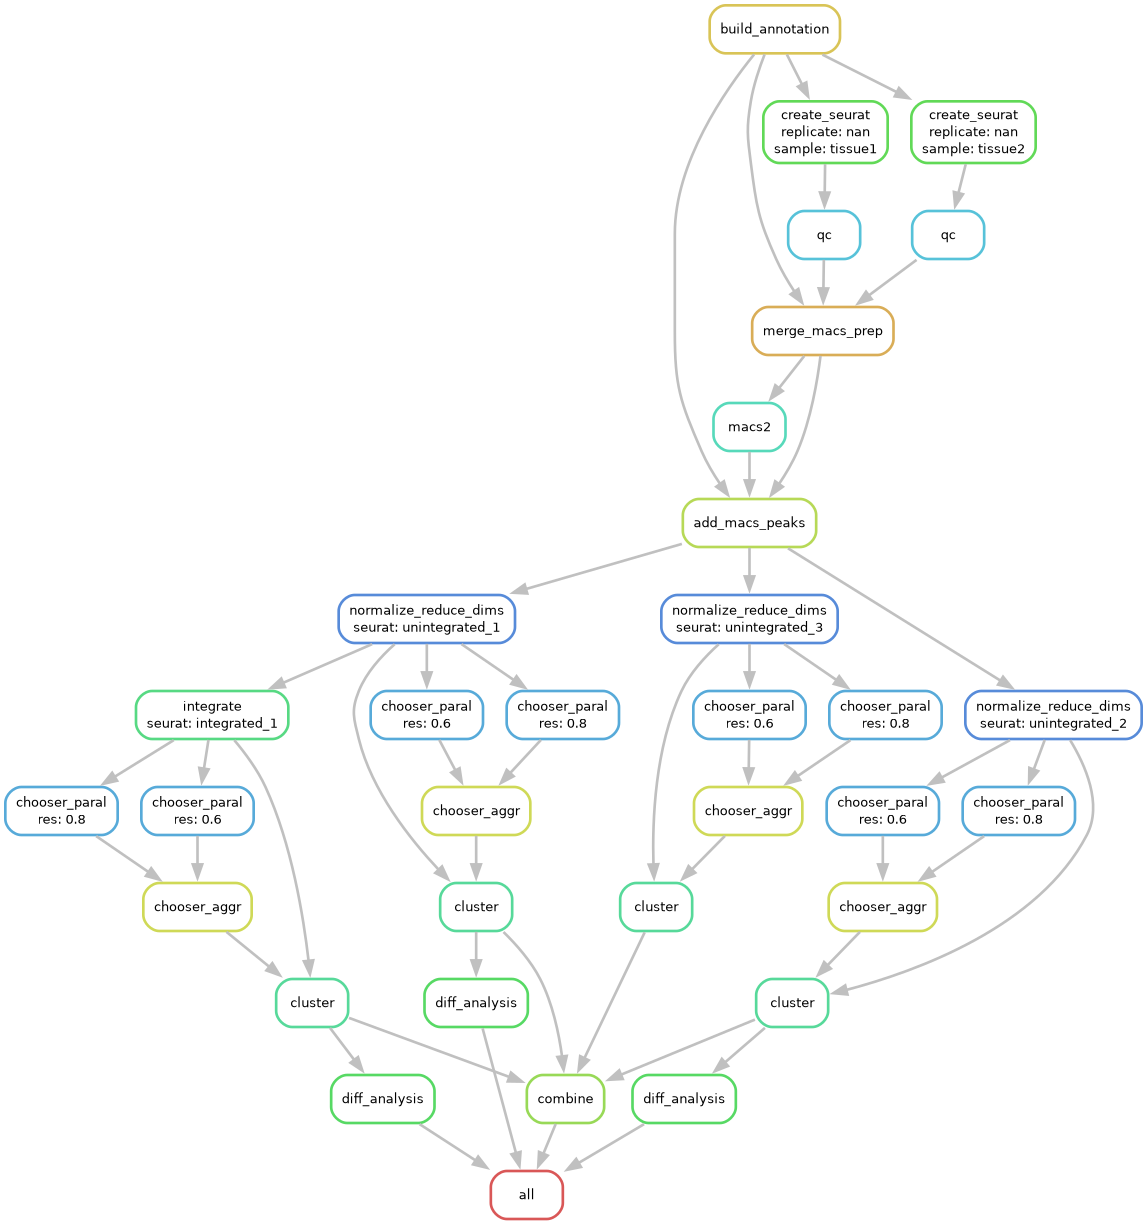 build_annotation
create_seurat
replicate: nan
sample: tissue1
create_seurat
replicate: nan
sample: tissue2
qc
qc
merge_macs_prep
macs2
add_macs_peaks
normalize_reduce_dims
seurat: unintegrated_1
normalize_reduce_dims
seurat: unintegrated_3
integrate
seurat: integrated_1
chooser_paral
res: 0.6
chooser_paral
res: 0.8
chooser_paral
res: 0.6
chooser_paral
res: 0.8
normalize_reduce_dims
seurat: unintegrated_2
chooser_paral
res: 0.8
chooser_paral
res: 0.6
chooser_aggr
chooser_aggr
chooser_paral
res: 0.6
chooser_paral
res: 0.8
chooser_aggr
cluster
cluster
chooser_aggr
cluster
diff_analysis
cluster
diff_analysis
combine
diff_analysis
all